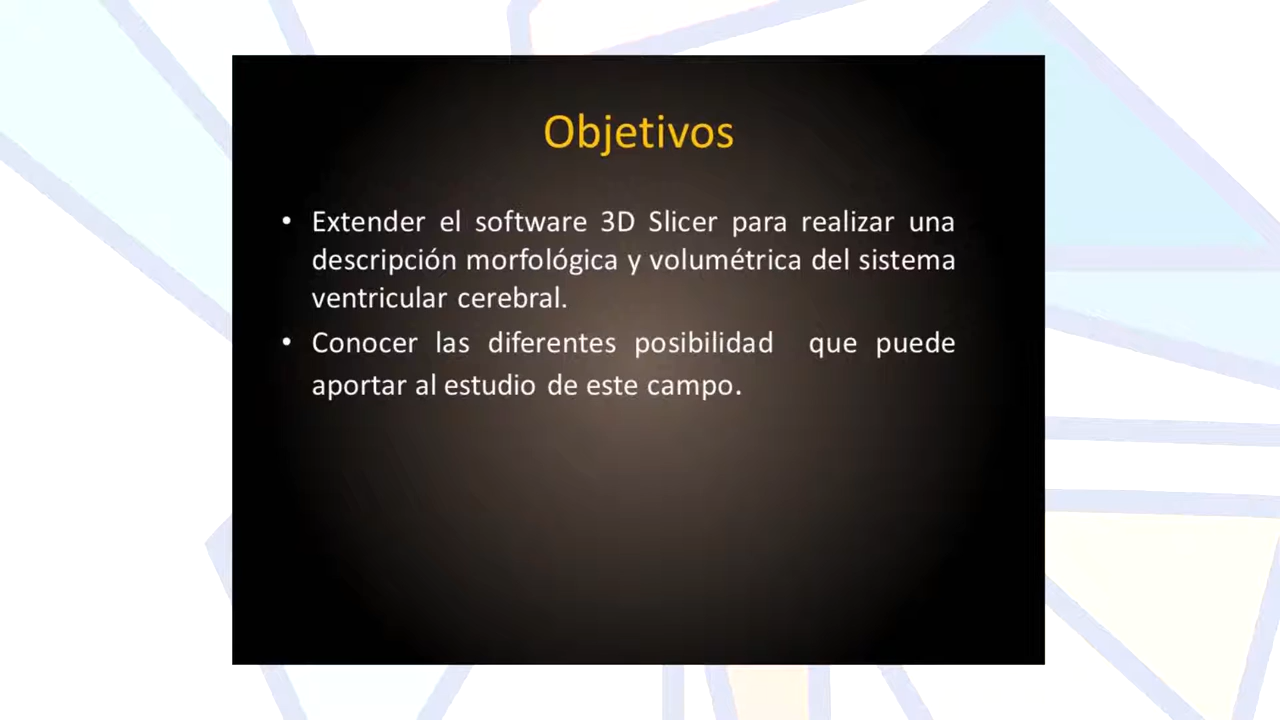 Objetivos
• Extender el software 3D Slicer para realizar una
descripción morfológica y volumétrica del sistema
ventricular cerebral.
• Conocer las diferentes posibilidad que puede
aportar al estudio de este campo.